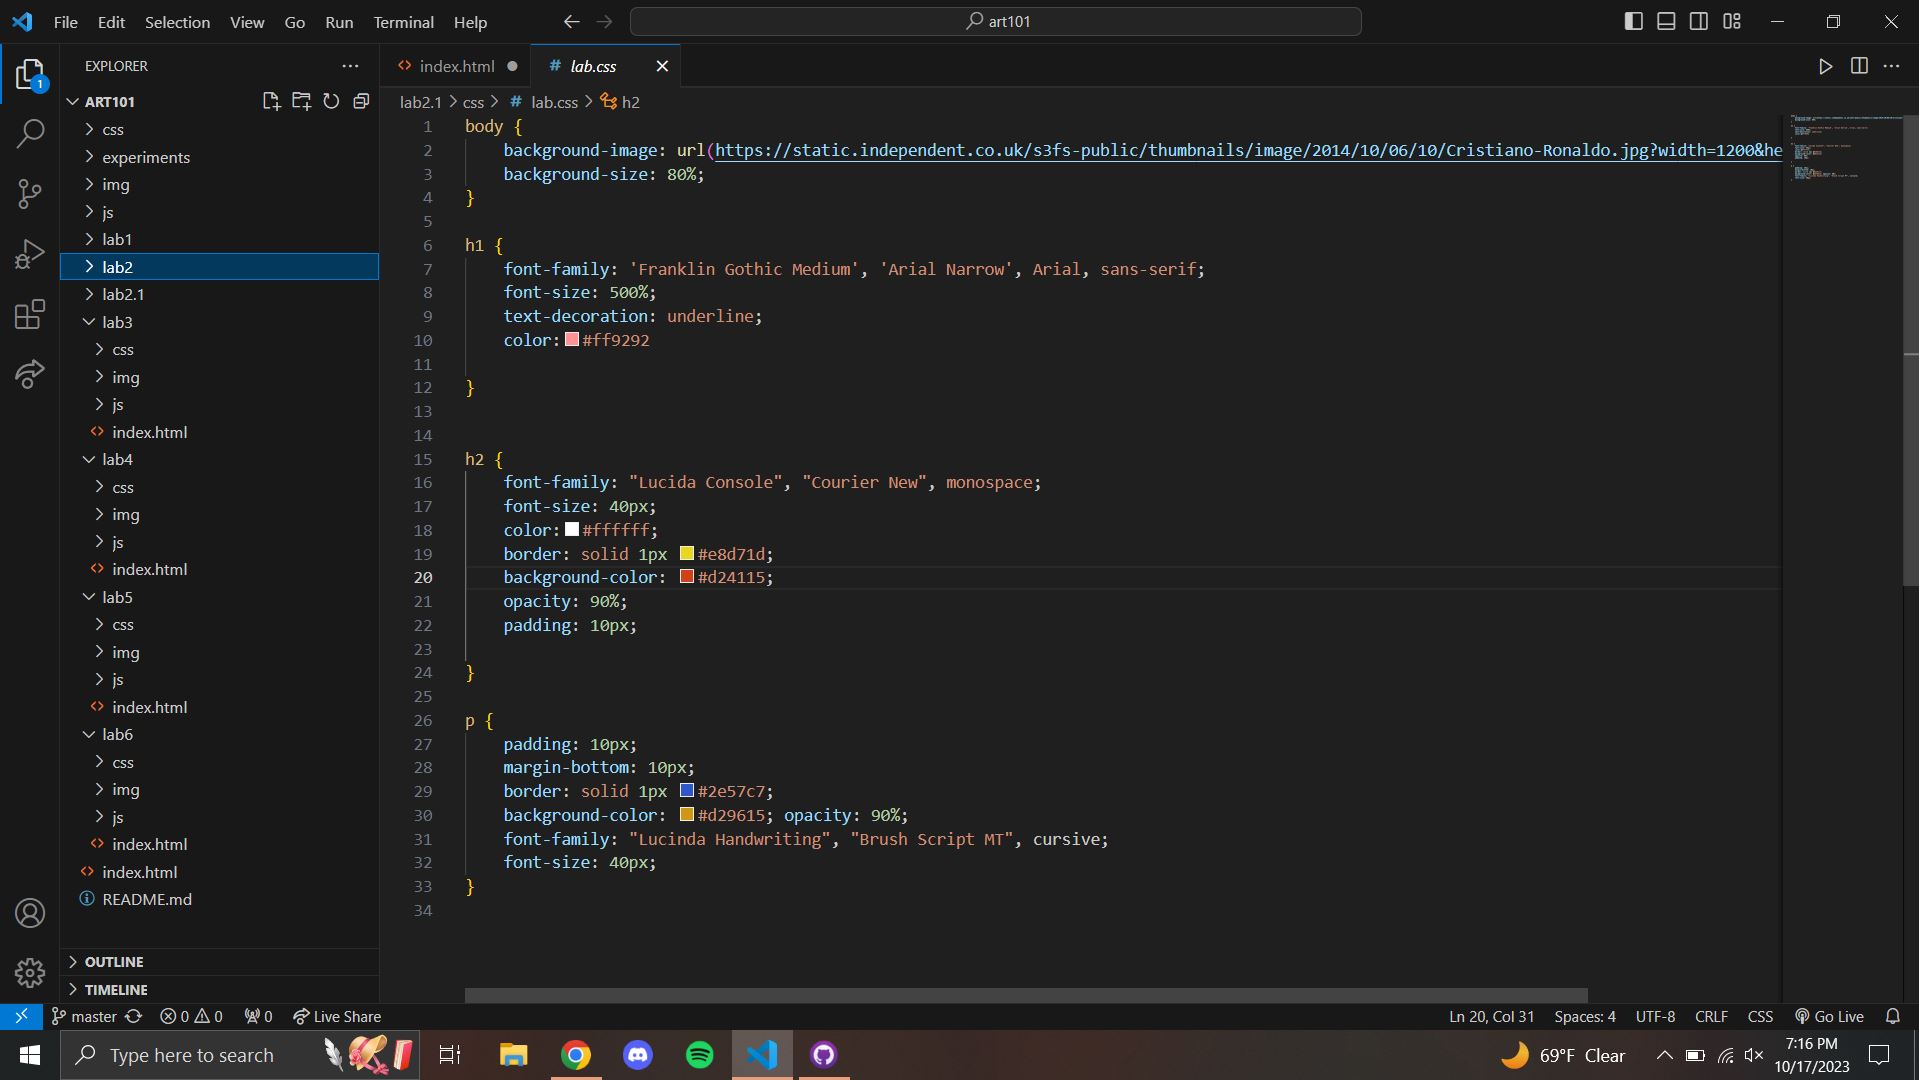 File Edit Selection View Go Run Terminal Help
art101
EXPLORER
index.html
# lab.css
1
ART101
lab2.1 > css > # lab.css > h2
css
experiments
img
js
lab1
lab2
lab2.1
lab3
css
img
js
index.html
lab4
css
img
js
index.html
lab5
css
img
js
index.html
lab6
css
img
js
index.html
index.html
README.md
OUTLINE
TIMELINE
1 body {
2 background-image: url(https://static.independent.co.uk/s3fs-public/thumbnails/image/2014/10/06/10/Cristiano-Ronaldo.jpg?width=1200&he
3 background-size: 80%;
4 }
5
6 h1 {
7 font-family: 'Franklin Gothic Medium', 'Arial Narrow', Arial, sans-serif;
8 font-size: 500%;
9 text-decoration: underline;
10 color: #ff9292
11
12 }
13
14
15 h2 {
16 font-family: "Lucida Console", "Courier New", monospace;
17 font-size: 40px;
18 color: #ffffff;
19 border: solid 1px #e8d71d;
20 background-color: #d24115;
21 opacity: 90%;
22 padding: 10px;
23
24 }
25
26 p {
27 padding: 10px;
28 margin-bottom: 10px;
29 border: solid 1px #2e57c7;
30 background-color: #d29615; opacity: 90%;
31 font-family: "Lucinda Handwriting", "Brush Script MT", cursive;
32 font-size: 40px;
33 }
34
master 0 0 0 Live Share
Ln 20, Col 31 Spaces: 4 UTF-8 CRLF CSS Go Live
Type here to search
69°F Clear
7:16 PM
10/17/2023